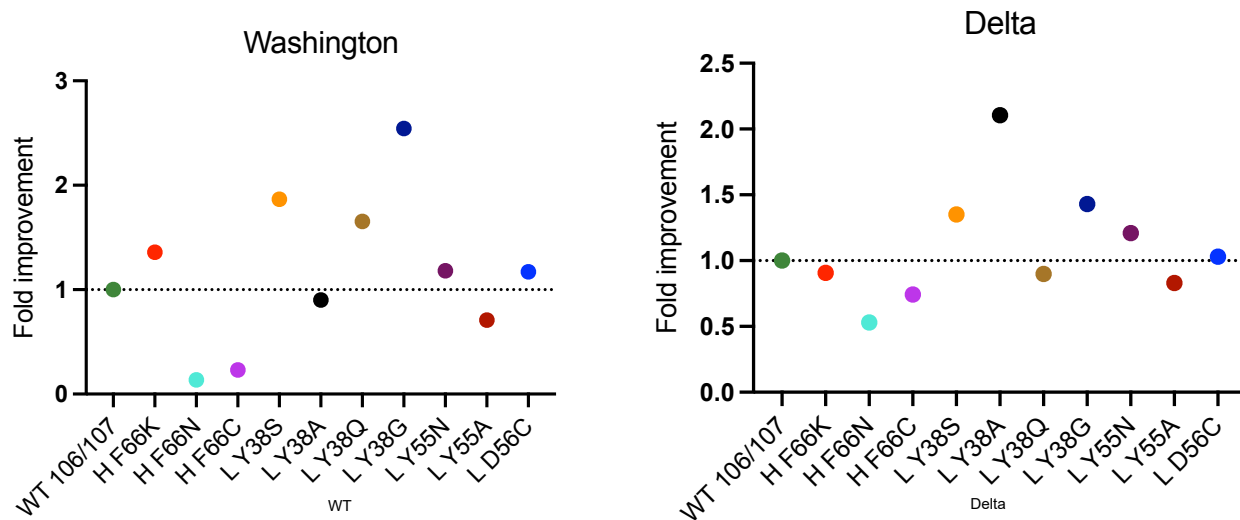 Washington
Fold improvement
3
2
1
0
WT 106/107
H F66K
H F66N
H F66C
L Y38S
L Y38A
L Y38Q
L Y38G
L Y55N
L Y55A
L D56C
WT
Delta
Fold improvement
2.5
2.0
1.5
1.0
0.5
0.0
WT 106/107
H F66K
H F66N
H F66C
L Y38S
L Y38A
L Y38Q
L Y38G
L Y55N
L Y55A
L D56C
Delta